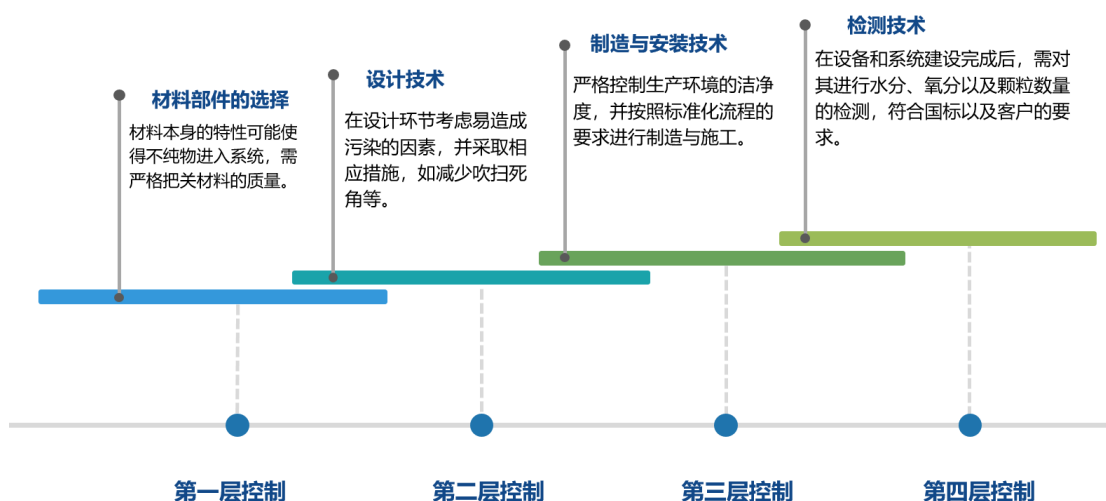 材料部件的选择
材料本身的特性可能使
得不纯物进入系统，需
严格把关材料的质量。
设计技术
在设计环节考虑易造成
污染的因素，并采取相
应措施，如减少吹扫死
角等。
制造与安装技术
严格控制生产环境的洁净
度，并按照标准化流程的
要求进行制造与施工。
检测技术
在设备和系统建设完成后，需对
其进行水分、氧分以及颗粒数量
的检测，符合国标以及客户的要
求。
第一层控制
第二层控制
第三层控制
第四层控制